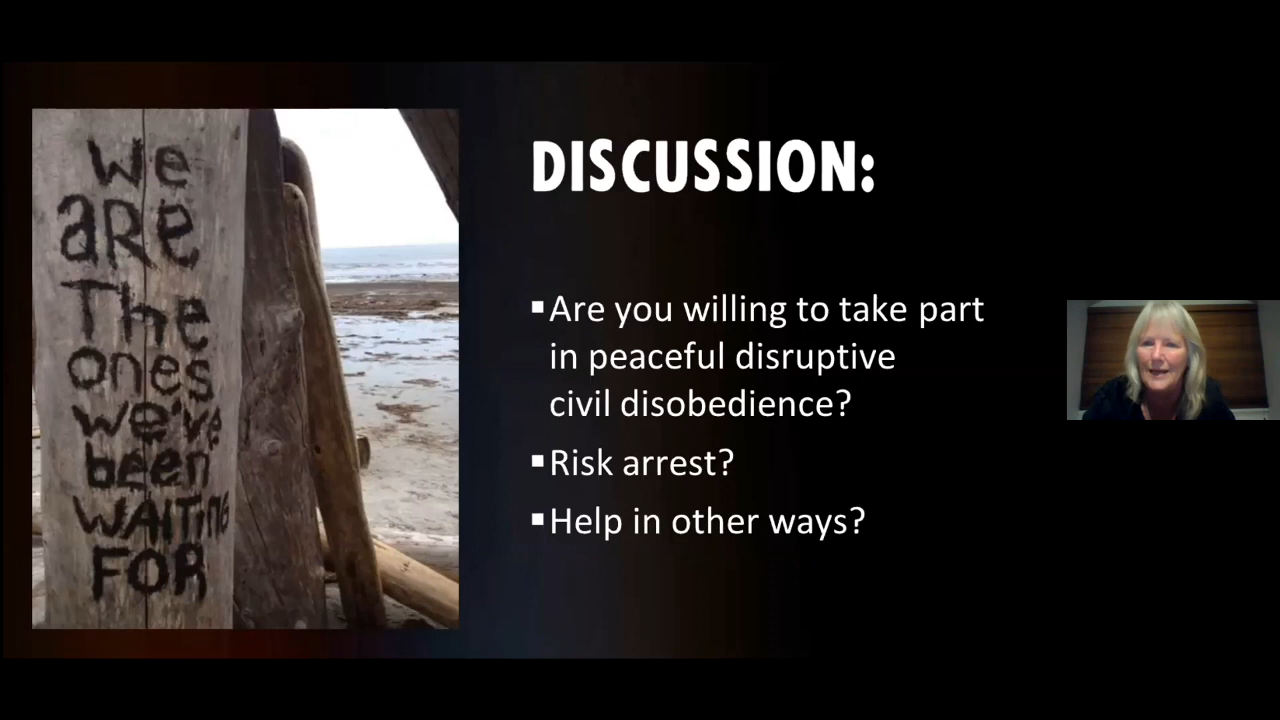 We
aRe
The
ones
we've
been
WAITING
FOR
DISCUSSION:
▪Are you willing to take part
in peaceful disruptive
civil disobedience?
▪Risk arrest?
▪Help in other ways?